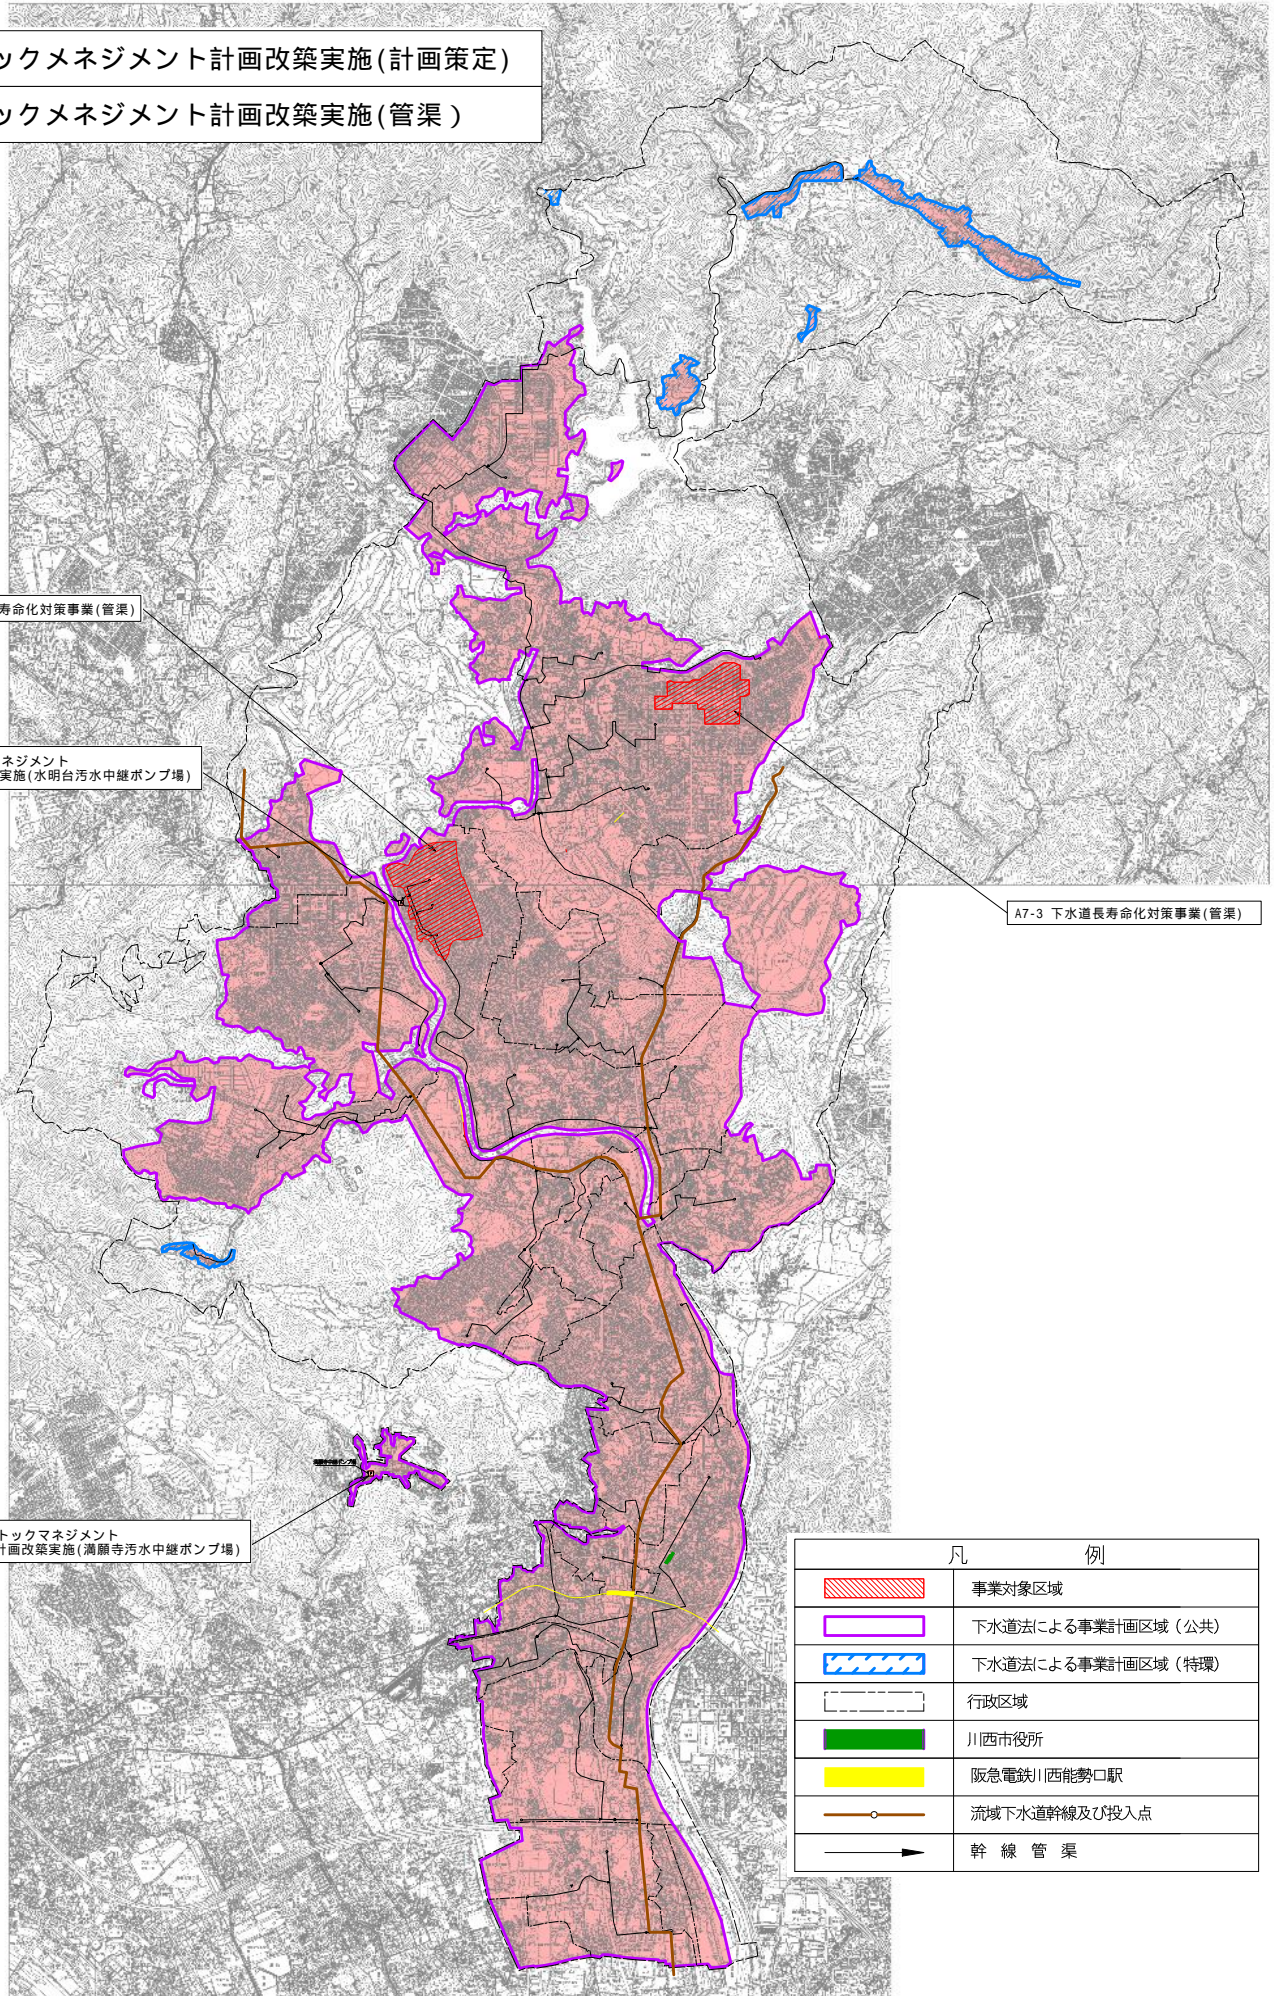 ックメネジメント計画改築実施(計画策定)
ックメネジメント計画改築実施(管渠)
寿命化対策事業(管渠)
ネジメント
実施(水明台汚水中継ポンプ場)
A7-3 下水道長寿命化対策事業(管渠)
トックマネジメント
計画改築実施(満願寺汚水中継ポンプ場)
凡 例
事業対象区域
下水道法による事業計画区域(公共)
下水道法による事業計画区域(特環)
行政区域
川西市役所
阪急電鉄川西能勢口駅
流域下水道幹線及び投入点
幹 線 管 渠